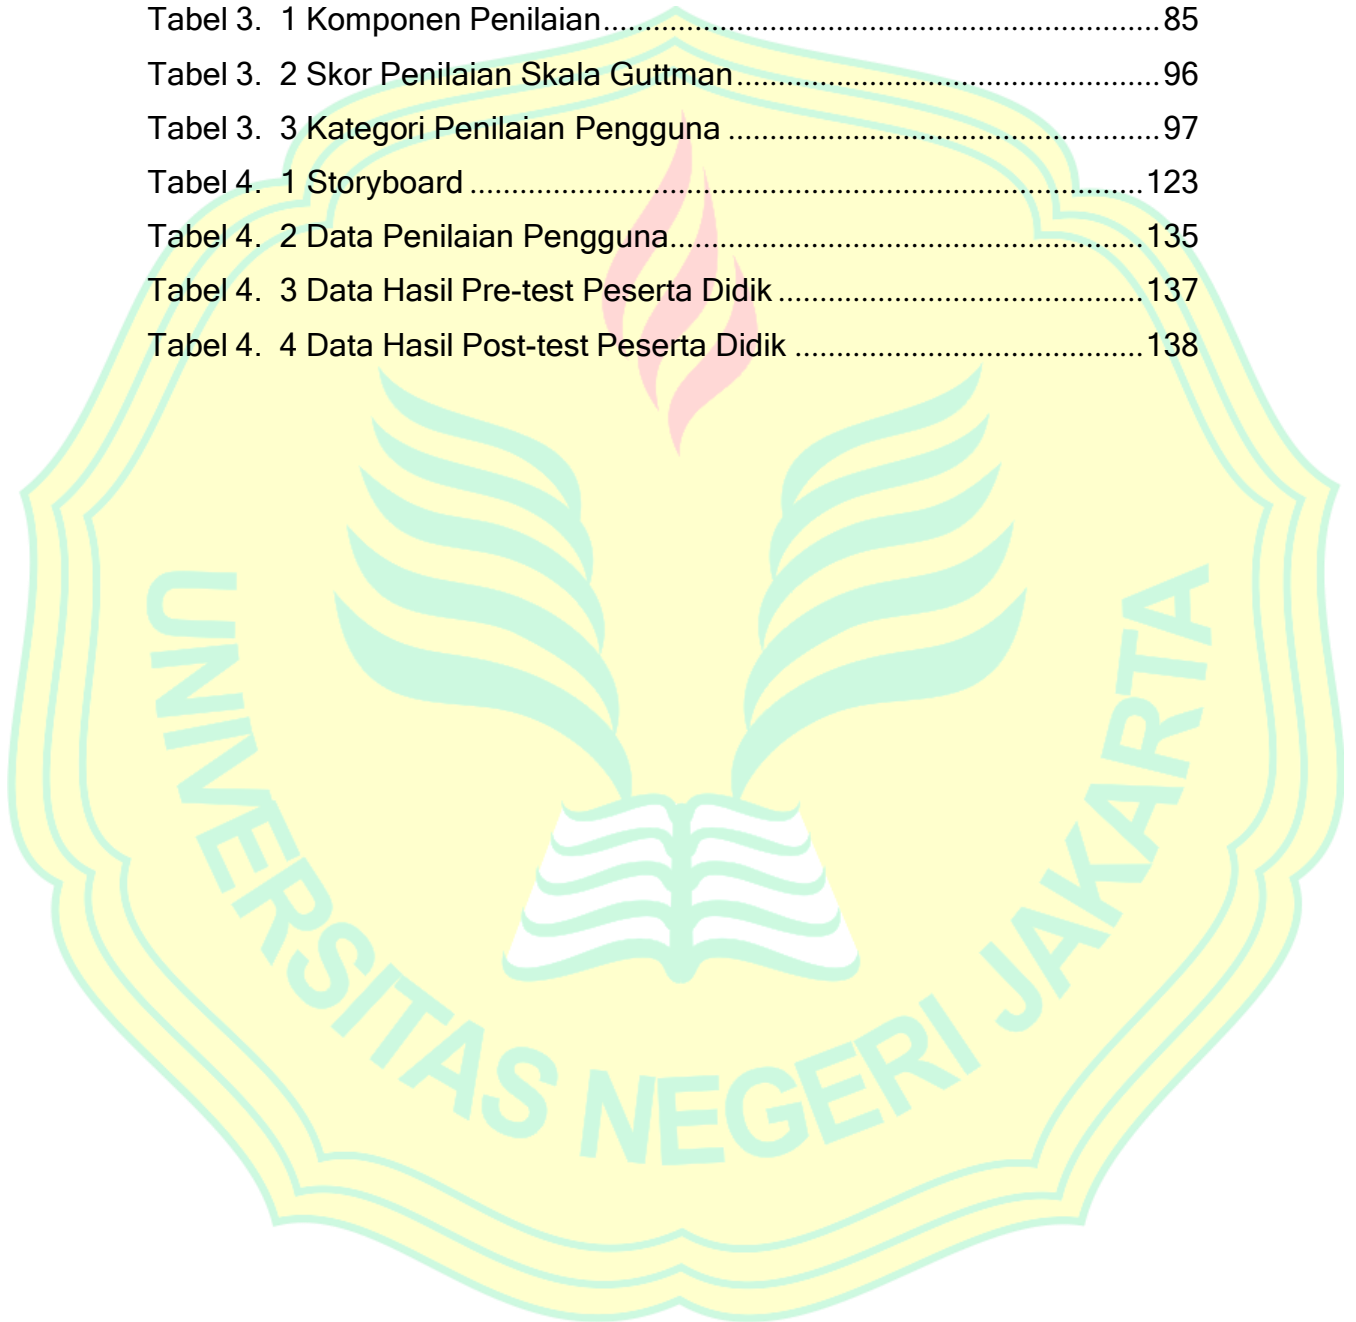 Tabel 3.  1 Komponen Penilaian................................................................85
Tabel 3.  2 Skor Penilaian Skala Guttman.................................................96
Tabel 3.  3 Kategori Penilaian Pengguna ..................................................97
Tabel 4.  1 Storyboard ..............................................................................123
Tabel 4.  2 Data Penilaian Pengguna.......................................................135
Tabel 4.  3 Data Hasil Pre-test Peserta Didik ..........................................137
Tabel 4.  4 Data Hasil Post-test Peserta Didik ........................................138
UNIVERSITAS NEGERI JAKARTA